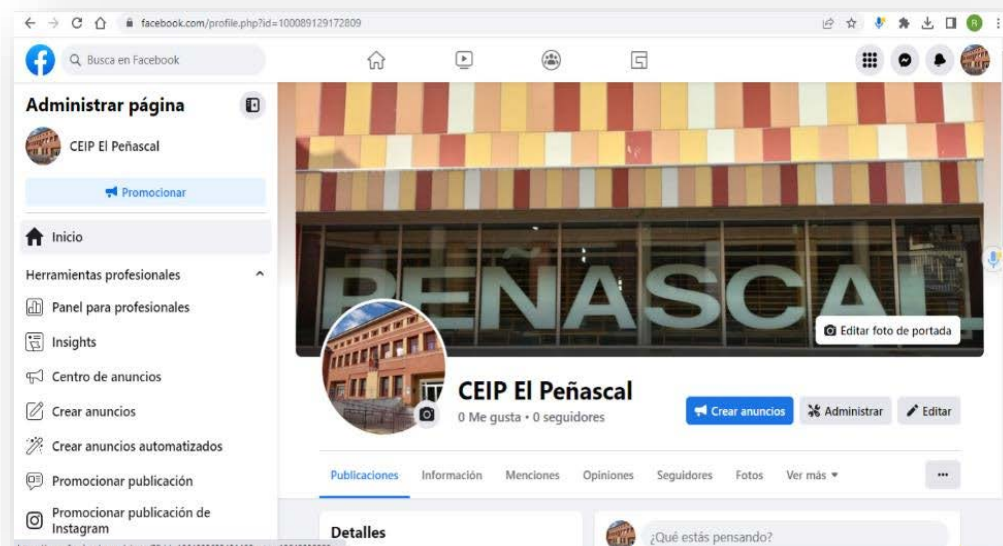 facebook.com/profile.php?id=100089129172809
R
Busca en Facebook
Administrar página
CEIP El Peñascal
Promocionar
Inicio
Herramientas profesionales
Panel para profesionales
Insights
Centro de anuncios
Crear anuncios
Crear anuncios automatizados
Promocionar publicación
Promocionar publicación de
Instagram
PEÑASCAL
Editar foto de portada
CEIP El Peñascal
0 Me gusta • 0 seguidores
Crear anuncios
Administrar
Editar
Publicaciones
Información
Menciones
Opiniones
Seguidores
Fotos
Ver más
Detalles
¿Qué estás pensando?